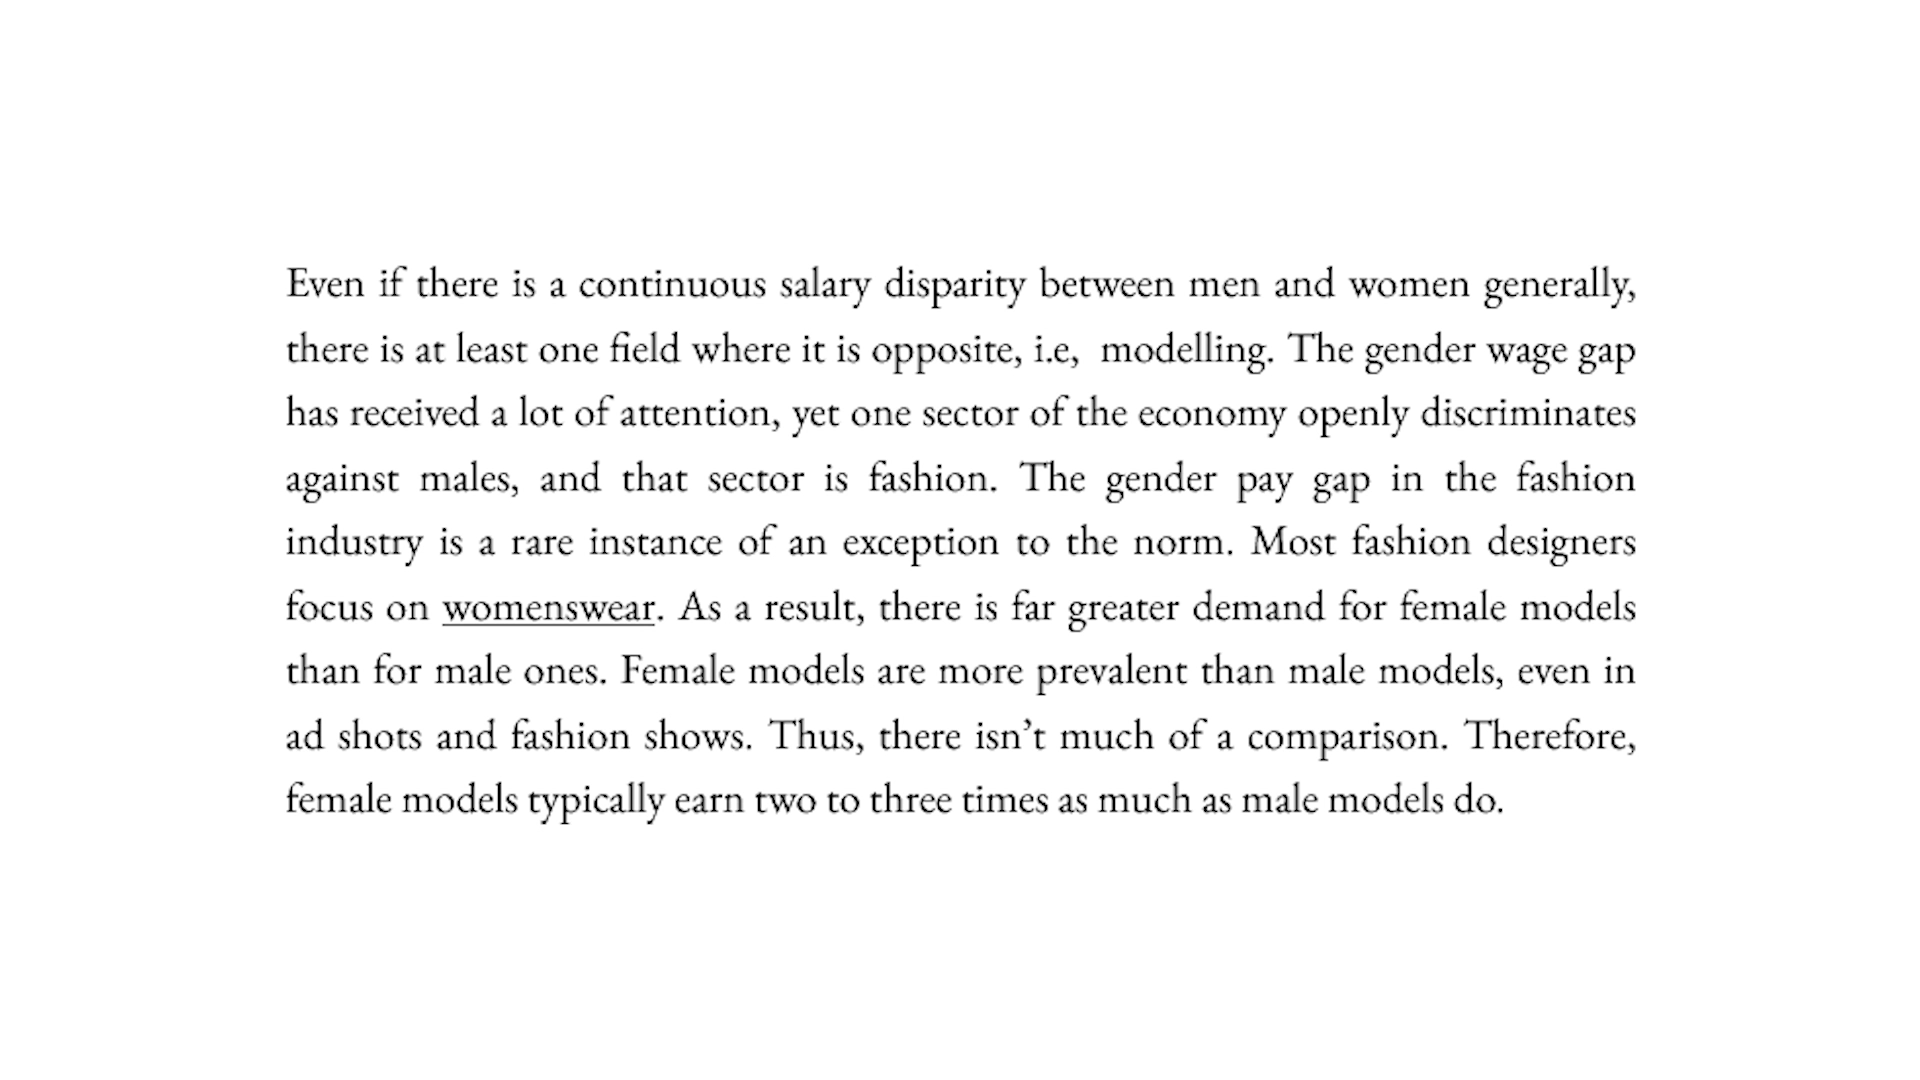 Even if there is a continuous salary disparity between men and women generally,
there is at least one field where it is opposite, i.e,  modelling. The gender wage gap
has received a lot of attention, yet one sector of the economy openly discriminates
against males, and that sector is fashion. The gender pay gap in the fashion
industry is a rare instance of an exception to the norm. Most fashion designers
focus on womenswear. As a result, there is far greater demand for female models
than for male ones. Female models are more prevalent than male models, even in
ad shots and fashion shows. Thus, there isn’t much of a comparison. Therefore,
female models typically earn two to three times as much as male models do.